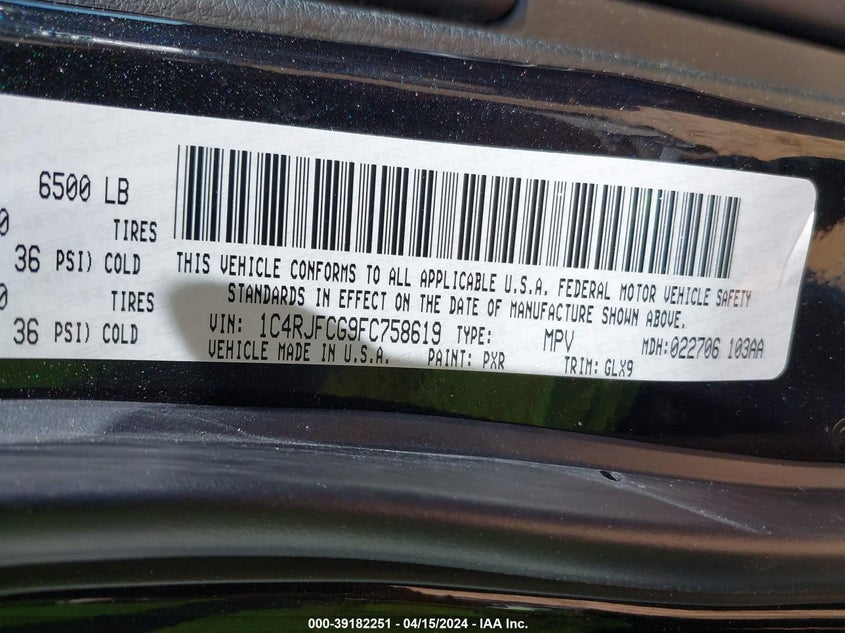 6500 LB
0 TIRES
36 PSI) COLD
0 TIRES
36 PSI) COLD
THIS VEHICLE CONFORMS TO ALL APPLICABLE U.S.A. FEDERAL MOTOR VEHICLE SAFETY
STANDARDS IN EFFECT ON THE DATE OF MANUFACTURE SHOWN ABOVE.
VIN: 1C4RJFCG9FC758619 TYPE: MPV MDH:022706 103AA
VEHICLE MADE IN U.S.A. PAINT: PXR TRIM: GLX9
000-39182251 - 04/15/2024 - IAA Inc.